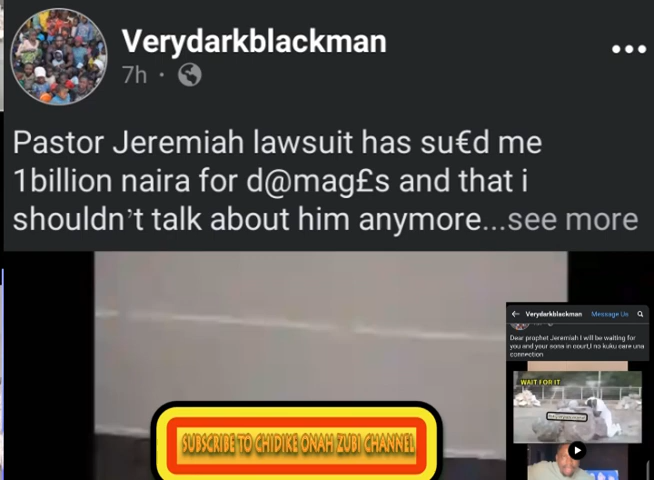 Verydarkblackman
7h
Pastor Jeremiah lawsuit has su€d me
1billion naira for d@mag£s and that i
shouldn't talk about him anymore...see more
Verydarkblackman Message Us
Dear prophet Jeremiah I will be waiting for
you and your sons in court,I no kuku care una
connection
WAIT FOR IT
SUBSCRIBE TO CHIDIKE ONAH ZUBI CHANNEL